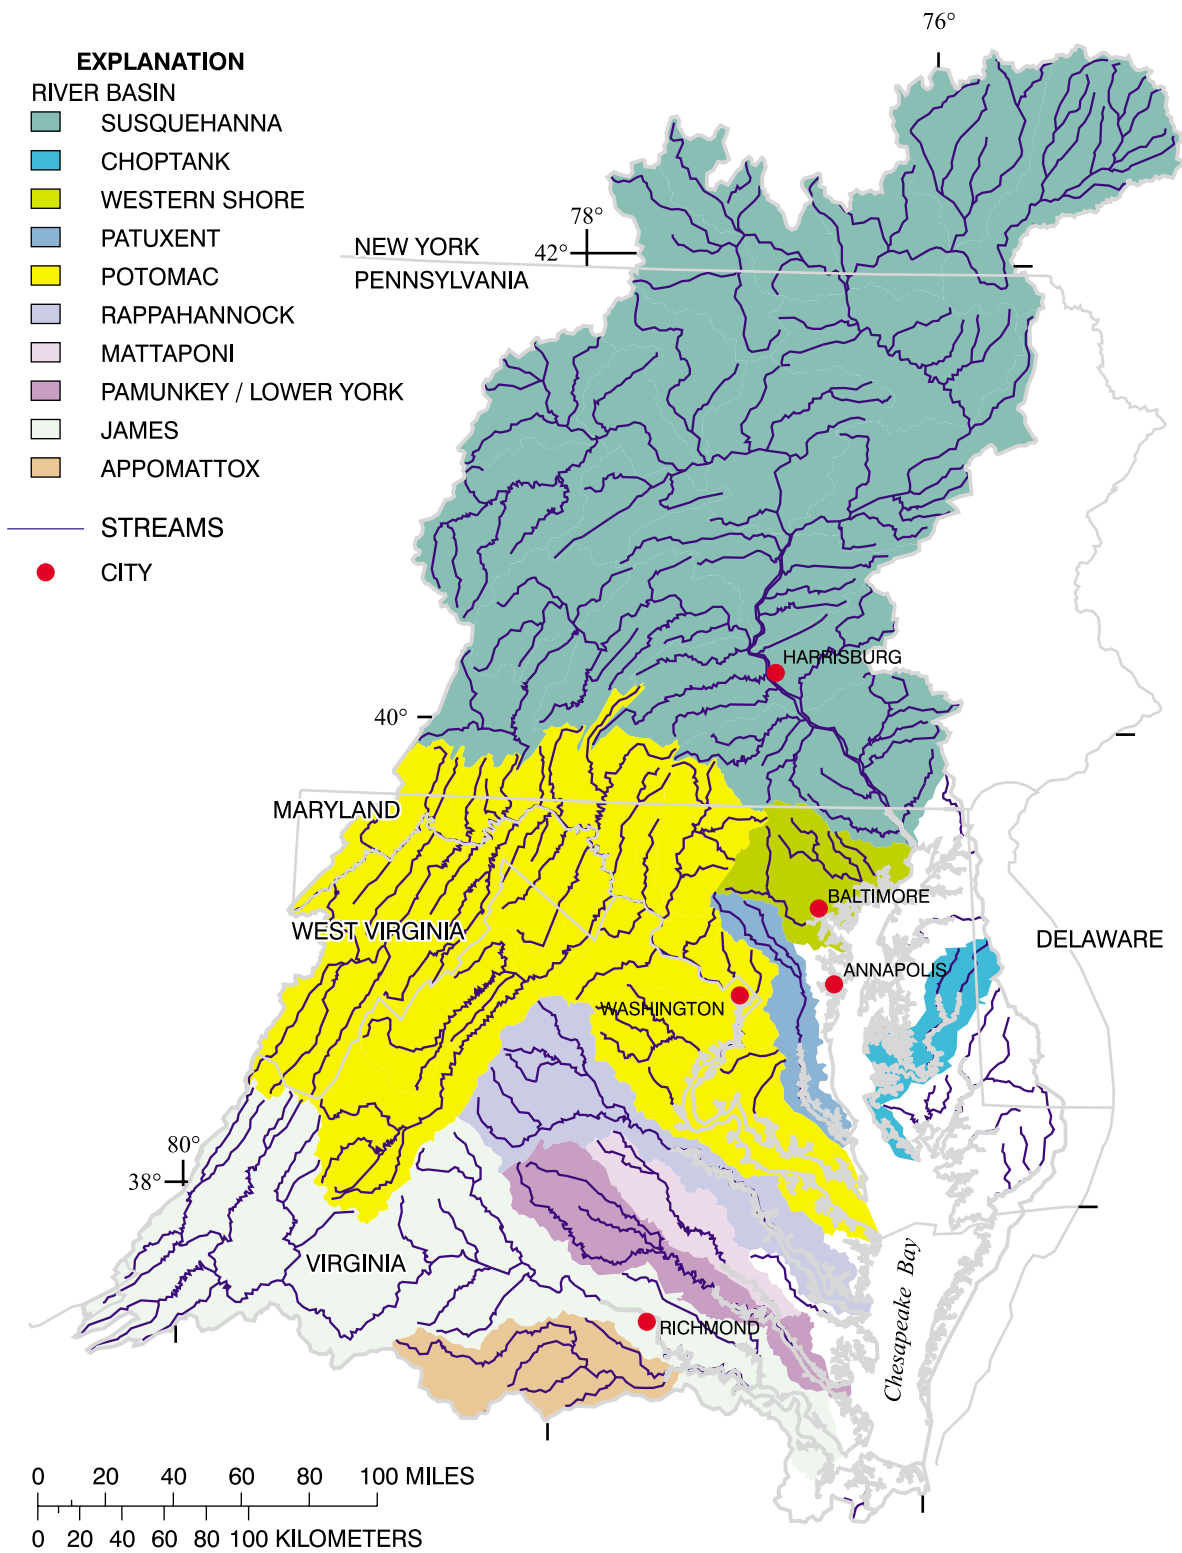 76°
EXPLANATION
RIVER BASIN
SUSQUEHANNA
CHOPTANK
WESTERN SHORE
PATUXENT
POTOMAC
RAPPAHANNOCK
MATTAPONI
PAMUNKEY / LOWER YORK
JAMES
APPOMATTOX
STREAMS
CITY
78°
42°
NEW YORK
PENNSYLVANIA
HARRISBURG
40°
MARYLAND
BALTIMORE
WEST VIRGINIA
DELAWARE
ANNAPOLIS
WASHINGTON
80°
38°
VIRGINIA
Chesapeake Bay
RICHMOND
0 20 40 60 80 100 MILES
0 20 40 60 80 100 KILOMETERS